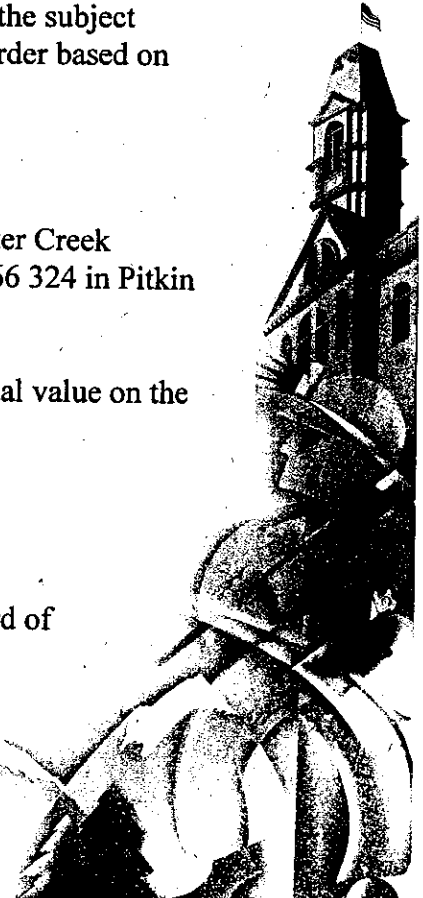 the subject
rder based on
er Creek
56 324 in Pitkin
al value on the
d of